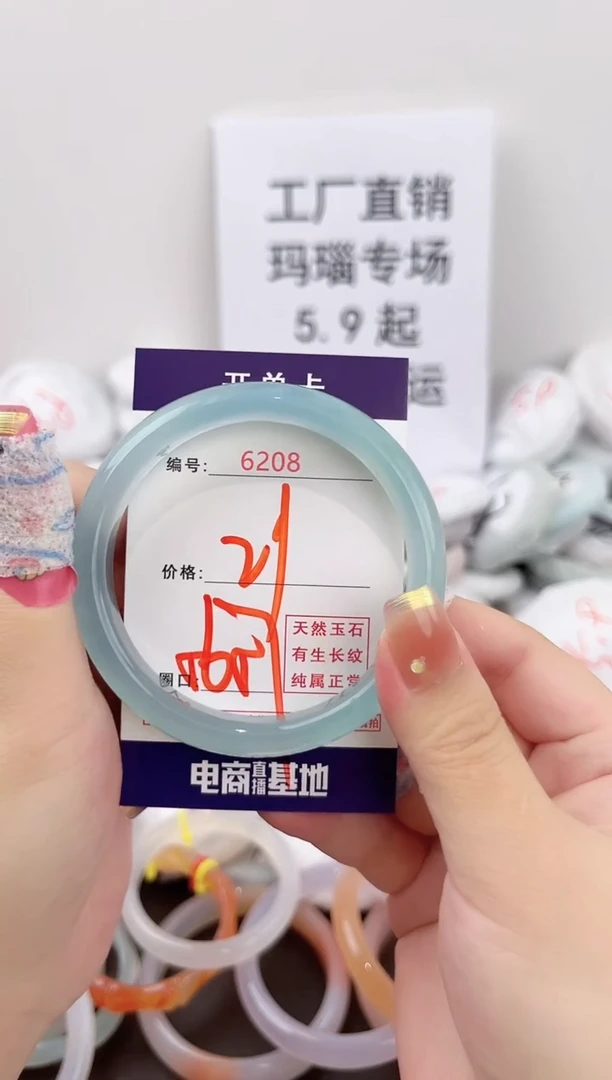 工厂直销
玛瑙专场
5.9起
运
开单卡
编号: 6208
价格:
天然玉石
有生长纹
纯属正常
圈口:
电商直播基地